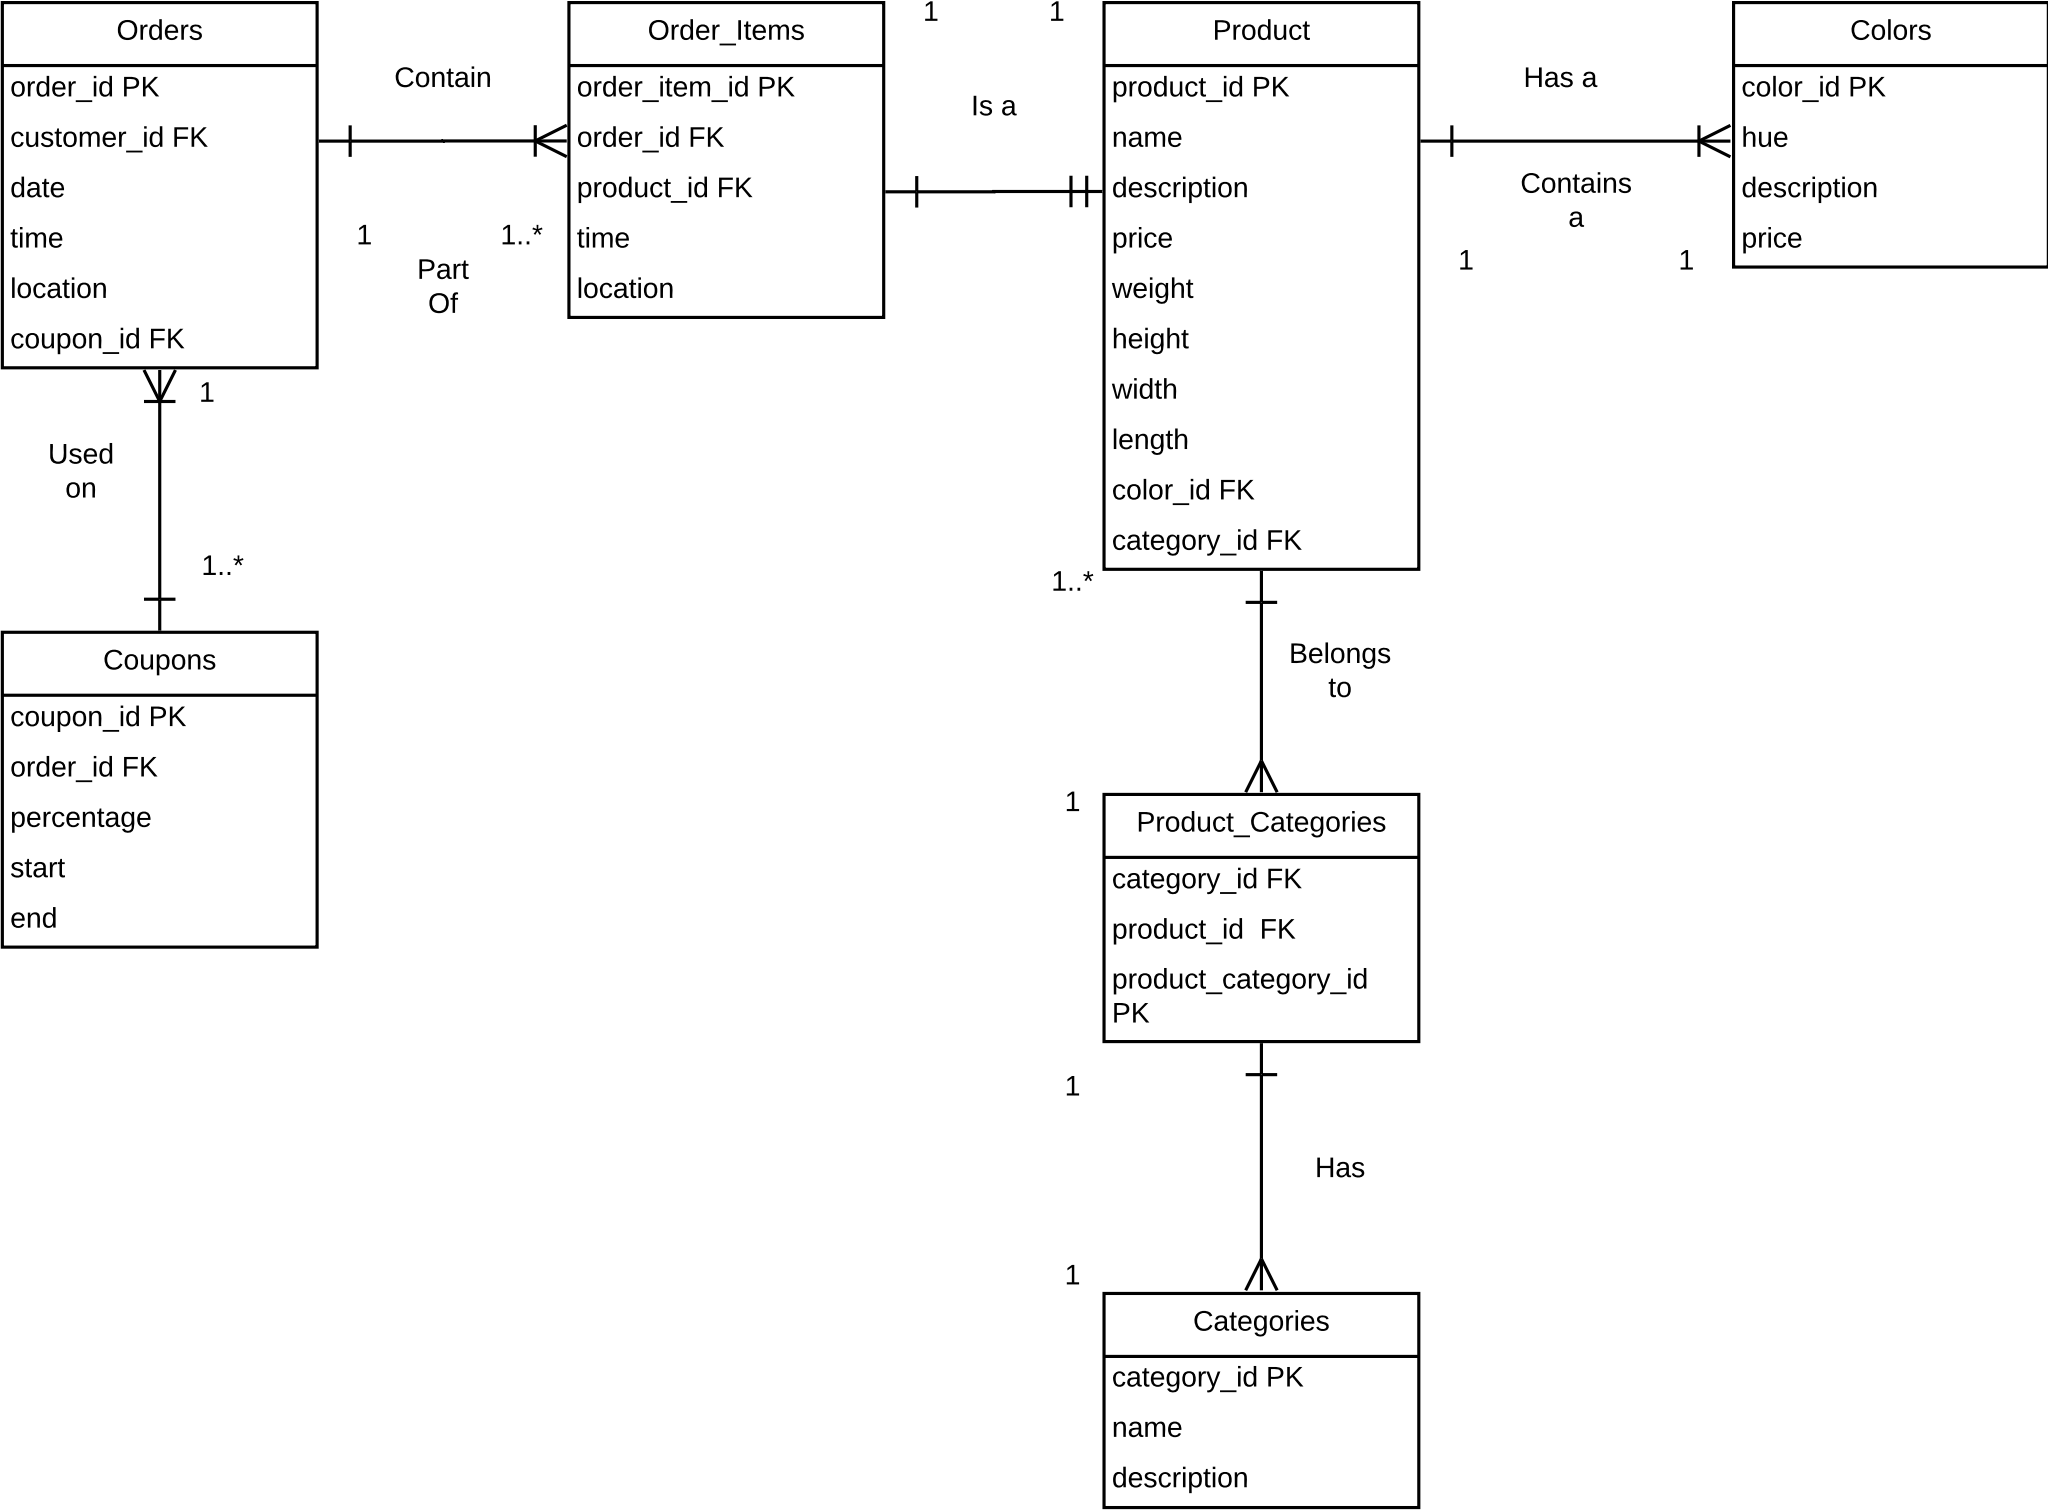 Orders
order_id PK
customer_id FK
date
time
location
coupon_id FK
Contain
1
1..*
Part
Of
Order_Items
order_item_id PK
order_id FK
product_id FK
time
location
1
1
Is a
Product
product_id PK
name
description
price
weight
height
width
length
color_id FK
category_id FK
Has a
Contains
a
1
1
Colors
color_id PK
hue
description
price
1
Used
on
1..*
Coupons
coupon_id PK
order_id FK
percentage
start
end
1..*
Belongs
to
1
Product_Categories
category_id FK
product_id  FK
product_category_id
PK
1
Has
1
Categories
category_id PK
name
description